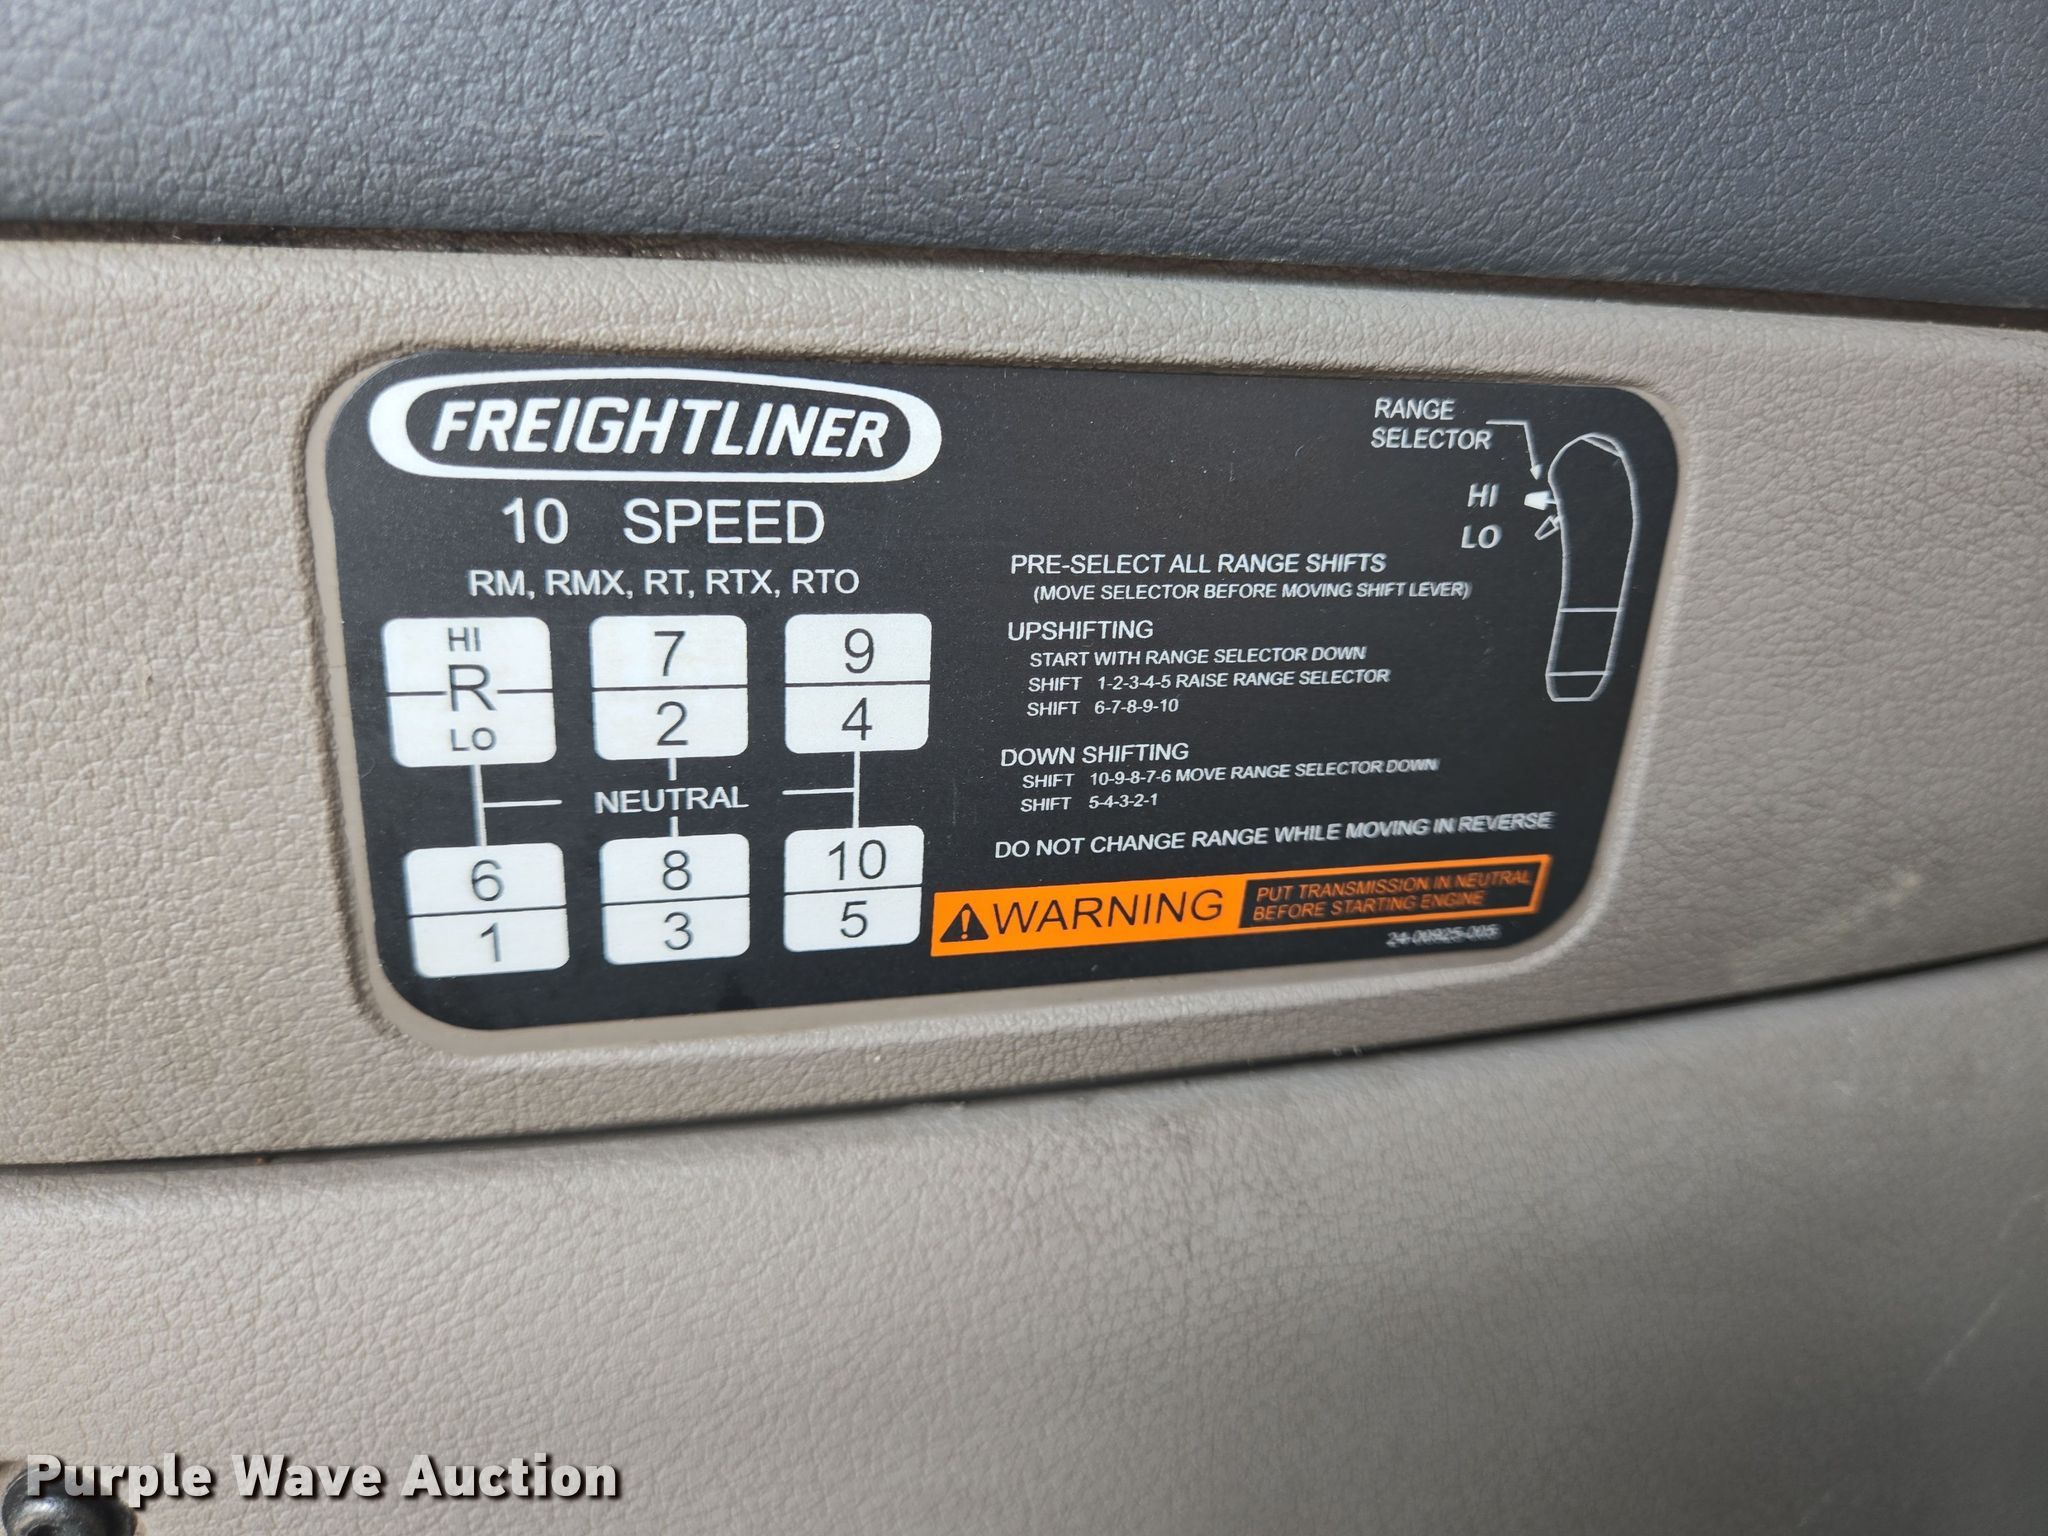 FREIGHTLINER
10 SPEED
RM, RMX, RT, RTX, RTO
HI
R
LO
7
2
9
4
NEUTRAL
6
1
8
3
10
5
RANGE
SELECTOR
HI
LO
PRE-SELECT ALL RANGE SHIFTS
(MOVE SELECTOR BEFORE MOVING SHIFT LEVER)
UPSHIFTING
START WITH RANGE SELECTOR DOWN
SHIFT 1-2-3-4-5 RAISE RANGE SELECTOR
SHIFT 6-7-8-9-10
DOWN SHIFTING
SHIFT 10-9-8-7-6 MOVE RANGE SELECTOR DOWN
SHIFT 5-4-3-2-1
DO NOT CHANGE RANGE WHILE MOVING IN REVERSE
WARNING
PUT TRANSMISSION IN NEUTRAL
BEFORE STARTING ENGINE
24-00925-005
Purple Wave Auction